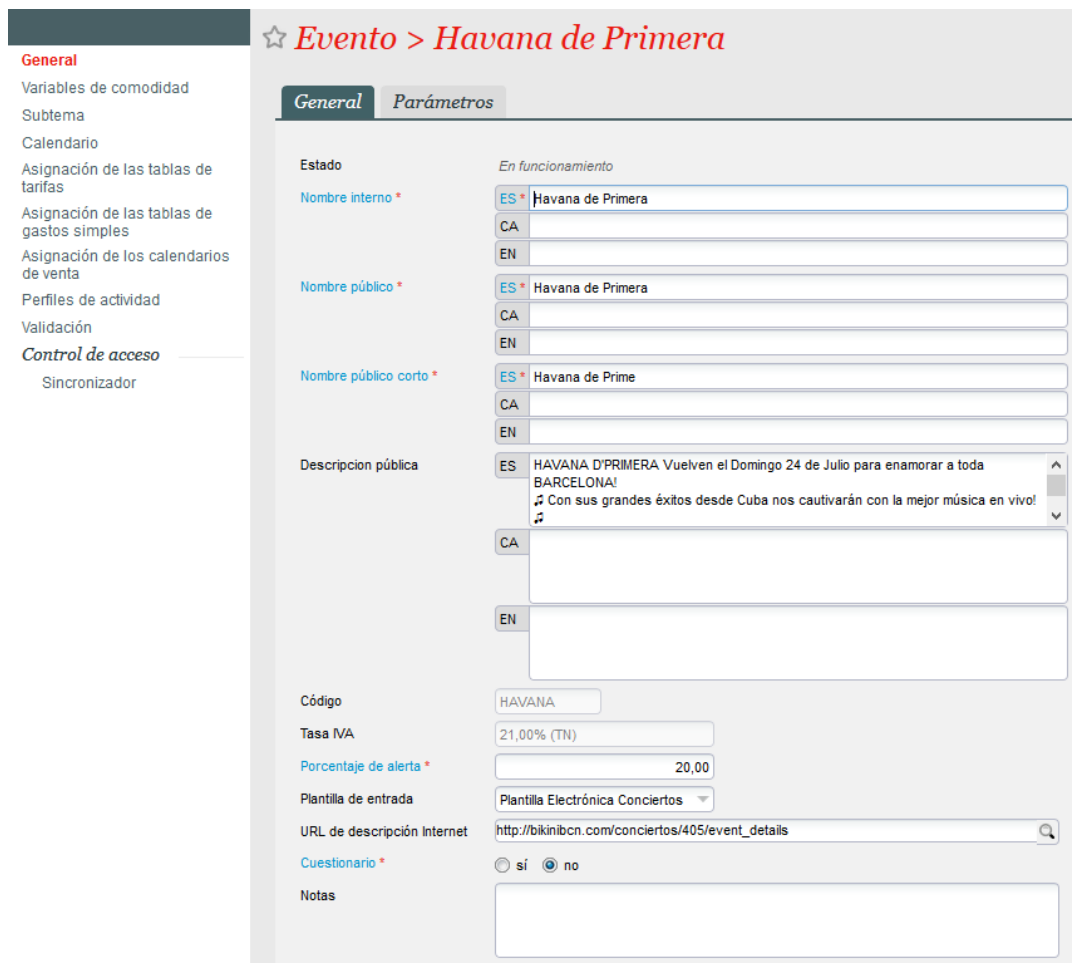 Evento > Havana de Primera
General
Variables de comodidad
Subtema
Calendario
Asignación de las tablas de
tarifas
Asignación de las tablas de
gastos simples
Asignación de los calendarios
de venta
Perfiles de actividad
Validación
Control de acceso
Sincronizador
General Parámetros
Estado En funcionamiento
Nombre interno * ES * Havana de Primera
CA
EN
Nombre público * ES * Havana de Primera
CA
EN
Nombre público corto * ES * Havana de Prime
CA
EN
Descripcion pública ES HAVANA D'PRIMERA Vuelven el Domingo 24 de Julio para enamorar a toda
BARCELONA!
♫ Con sus grandes éxitos desde Cuba nos cautivarán con la mejor música en vivo!
♫
CA
EN
Código HAVANA
Tasa IVA 21,00% (TN)
Porcentaje de alerta * 20,00
Plantilla de entrada Plantilla Electrónica Conciertos
URL de descripción Internet http://bikinibcn.com/conciertos/405/event_details
Cuestionario * sí no
Notas